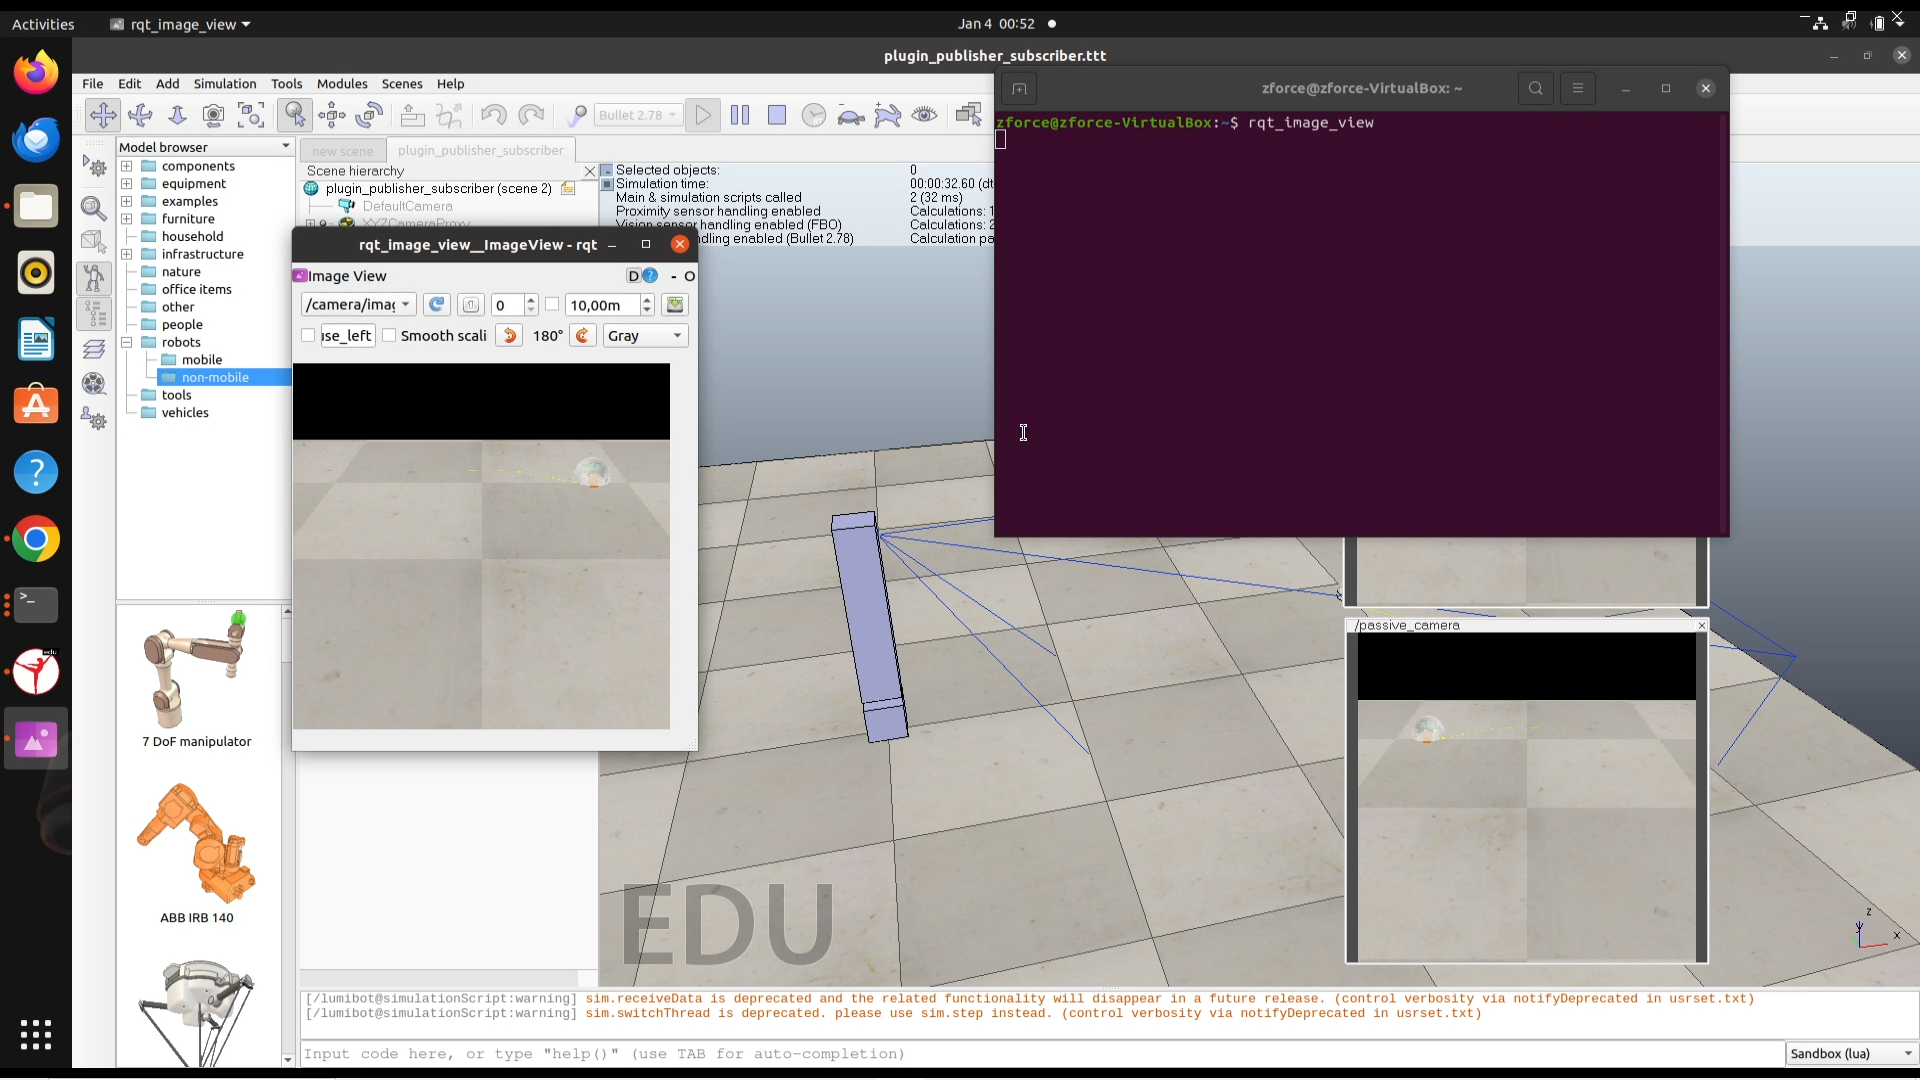 Activities
rqt_image_view
Jan 4 00:52
plugin_publisher_subscriber.ttt
File Edit Add Simulation Tools Modules Scenes Help
Bullet 2.78
zforce@zforce-VirtualBox: ~
zforce@zforce-VirtualBox:~$ rqt_image_view
Model browser
components
equipment
examples
furniture
household
infrastructure
nature
office items
other
people
robots
mobile
non-mobile
tools
vehicles
new scene
plugin_publisher_subscriber
Scene hierarchy
plugin_publisher_subscriber (scene 2)
DefaultCamera
XYZCameraProxy
Selected objects: 0
Simulation time: 00:00:32.60 (dt
Main & simulation scripts called 2 (32 ms)
Proximity sensor handling enabled Calculations: 1
Vision sensor handling enabled (FBO) Calculations: 2
dling enabled (Bullet 2.78) Calculation pa
rqt_image_view__ImageView - rqt
Image View
D ? - O
/camera/imag
0
10,00m
use_left
Smooth scali
180°
Gray
/passive_camera
7 DoF manipulator
ABB IRB 140
EDU
z
y
x
edu
[/lumibot@simulationScript:warning] sim.receiveData is deprecated and the related functionality will disappear in a future release. (control verbosity via notifyDeprecated in usrset.txt)
[/lumibot@simulationScript:warning] sim.switchThread is deprecated. please use sim.step instead. (control verbosity via notifyDeprecated in usrset.txt)
Input code here, or type "help()" (use TAB for auto-completion)
Sandbox (lua)